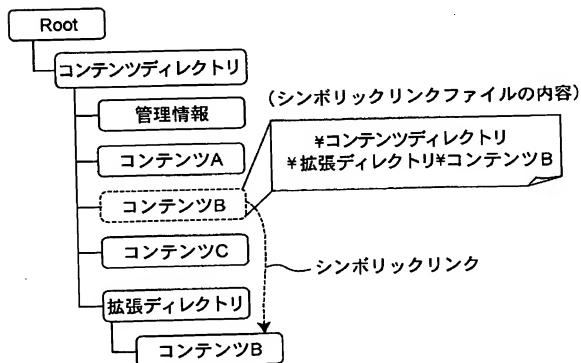 Root
コンテンツディレクトリ
管理情報
(シンボリックリンクファイルの内容)
¥コンテンツディレクトリ
¥拡張ディレクトリ¥コンテンツB
コンテンツA
コンテンツB
コンテンツC
シンボリックリンク
拡張ディレクトリ
コンテンツB